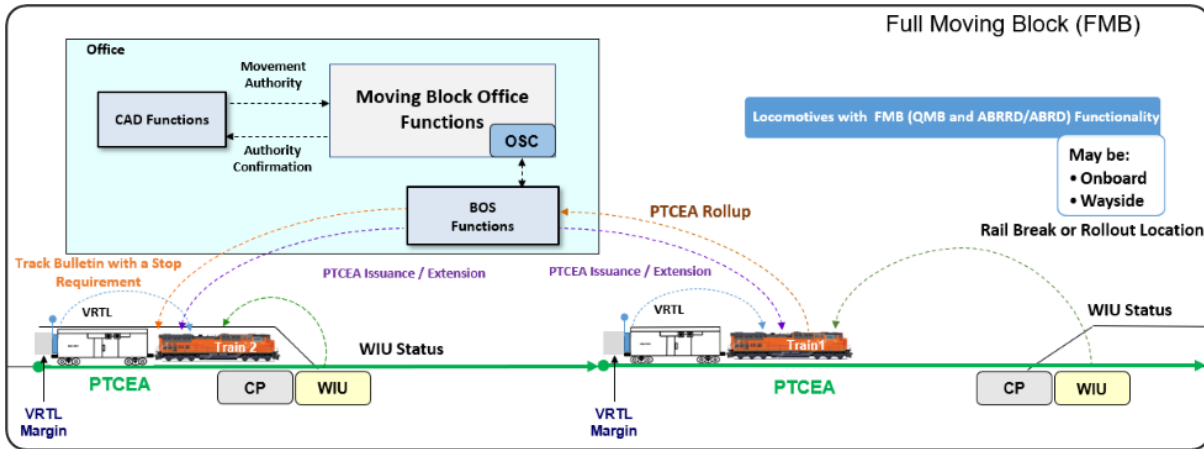 Full Moving Block (FMB)
Office
Movement
Authority
CAD Functions
Moving Block Office
Functions
OSC
Authority
Confirmation
BOS
Functions
Locomotives with FMB (QMB and ABRRD/ABRD) Functionality
May be:
• Onboard
• Wayside
PTCEA Rollup
Rail Break or Rollout Location
Track Bulletin with a Stop
Requirement
PTCEA Issuance / Extension
PTCEA Issuance / Extension
VRTL
Train 2
WIU Status
VRTL
Train1
WIU Status
PTCEA
CP
WIU
PTCEA
CP
WIU
VRTL
Margin
VRTL
Margin